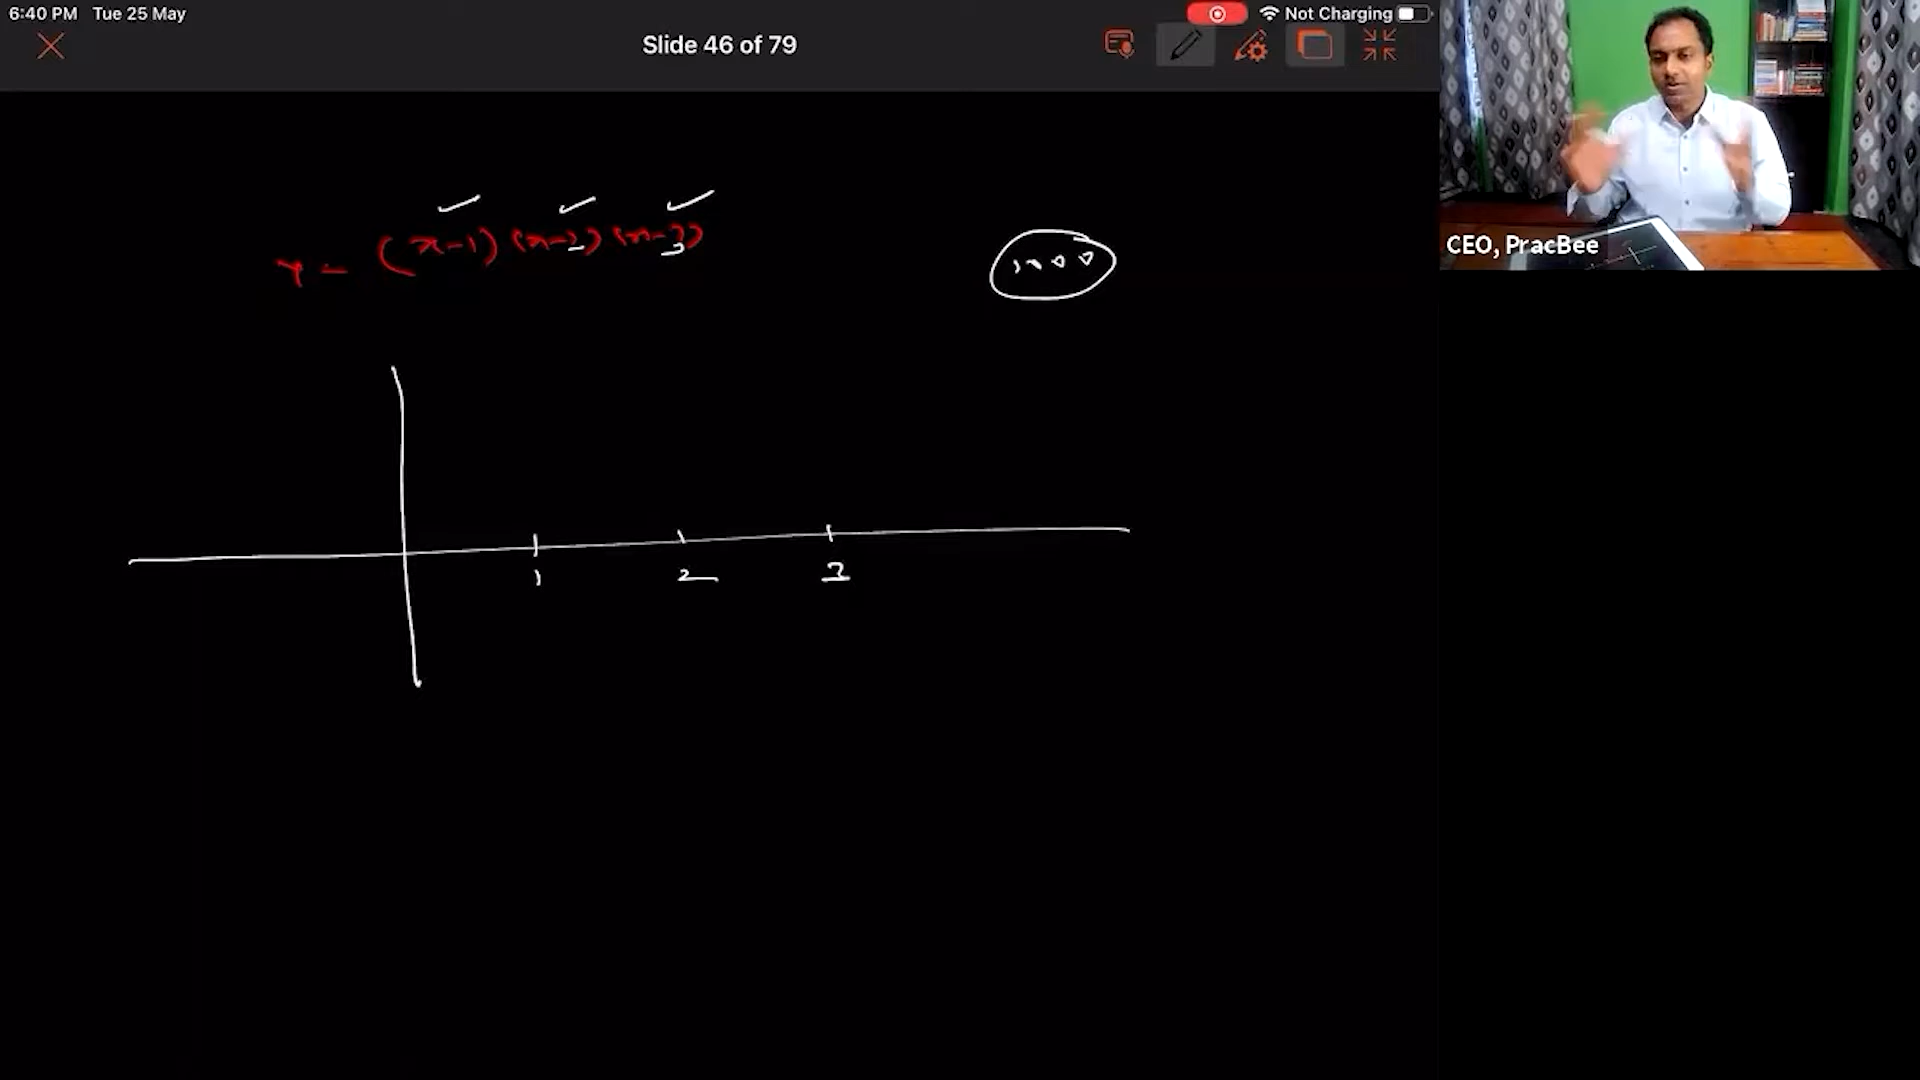 6:40 PM Tue 25 May
Not Charging
Slide 46 of 79
y = (x-1) (x-2) (x-3)
1000
CEO, PracBee
1 2 3